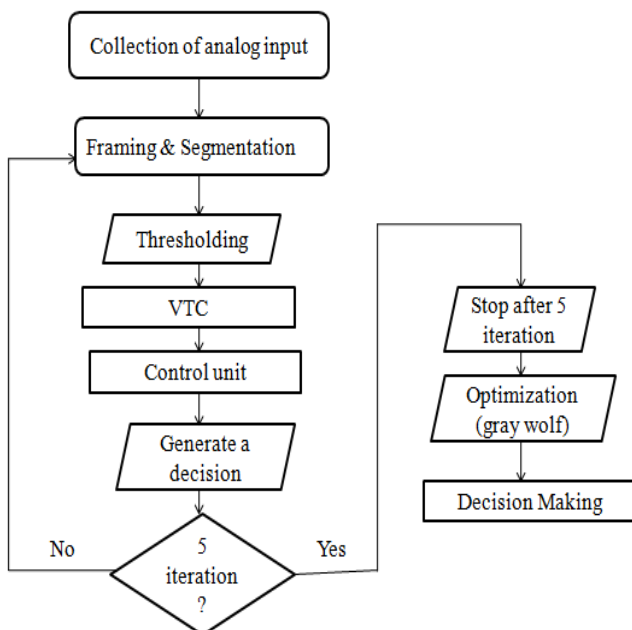 Collection of analog input
Framing & Segmentation
Thresholding
VTC
Control unit
Generate a
decision
5
iteration
?
No
Yes
Stop after 5
iteration
Optimization
(gray wolf)
Decision Making